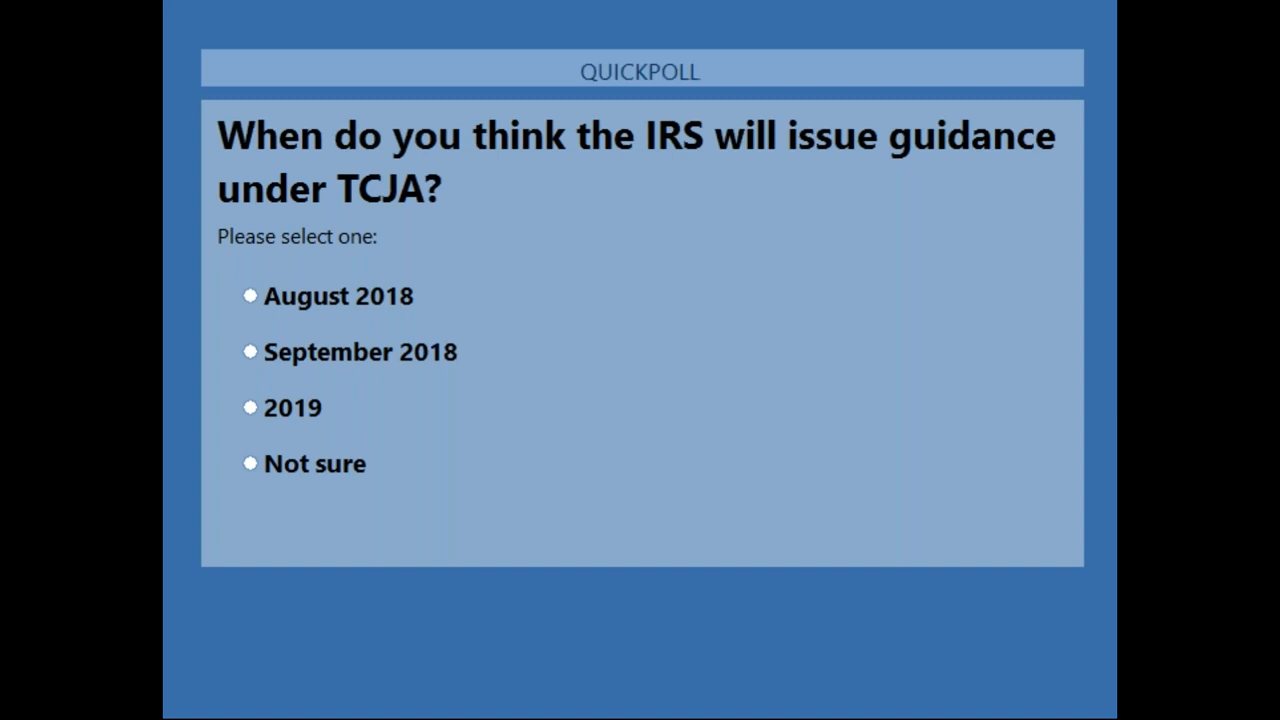 QUICKPOLL
When do you think the IRS will issue guidance
under TCJA?
Please select one:
August 2018
September 2018
2019
Not sure